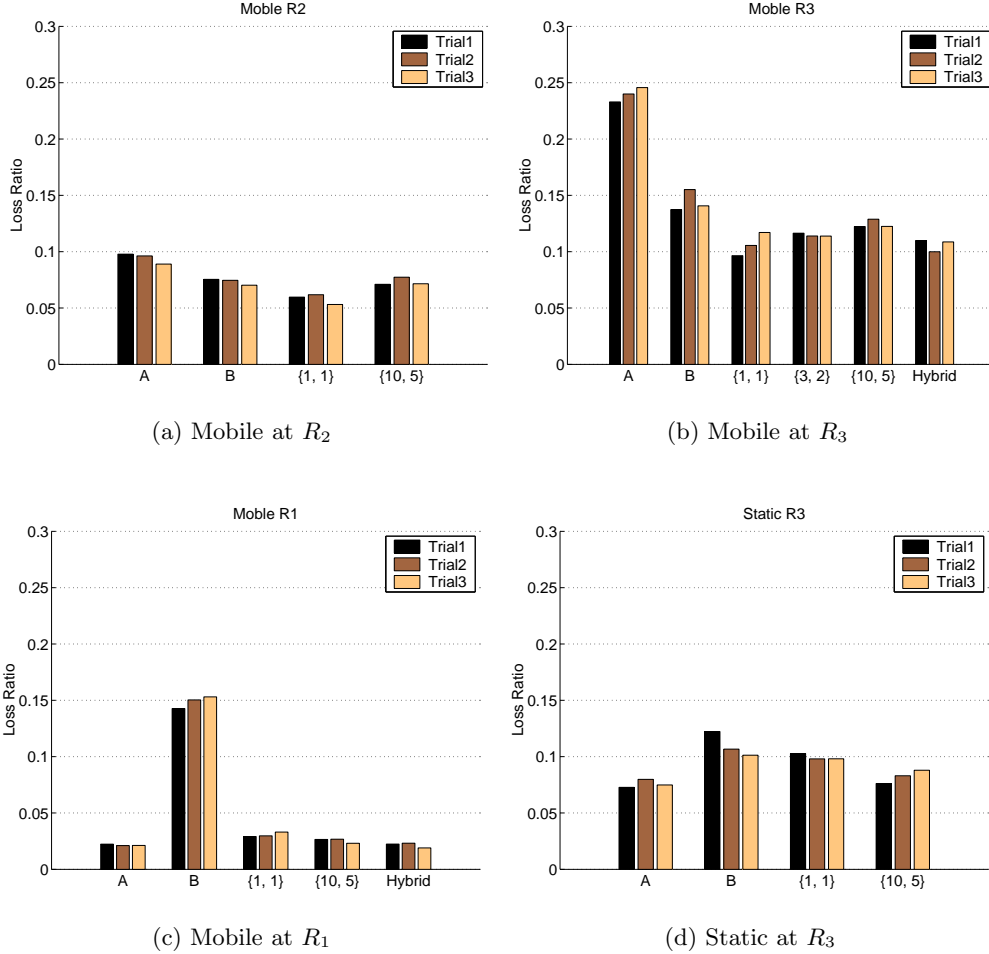 Moble R2
0.3
0.25
0.2
0.15
0.1
0.05
0
Loss Ratio
Trial1
Trial2
Trial3
A B {1, 1} {10, 5}
(a) Mobile at R2
Moble R3
0.3
0.25
0.2
0.15
0.1
0.05
0
Loss Ratio
Trial1
Trial2
Trial3
A B {1, 1} {3, 2} {10, 5} Hybrid
(b) Mobile at R3
Moble R1
0.3
0.25
0.2
0.15
0.1
0.05
0
Loss Ratio
Trial1
Trial2
Trial3
A B {1, 1} {10, 5} Hybrid
(c) Mobile at R1
Static R3
0.3
0.25
0.2
0.15
0.1
0.05
0
Loss Ratio
Trial1
Trial2
Trial3
A B {1, 1} {10, 5}
(d) Static at R3